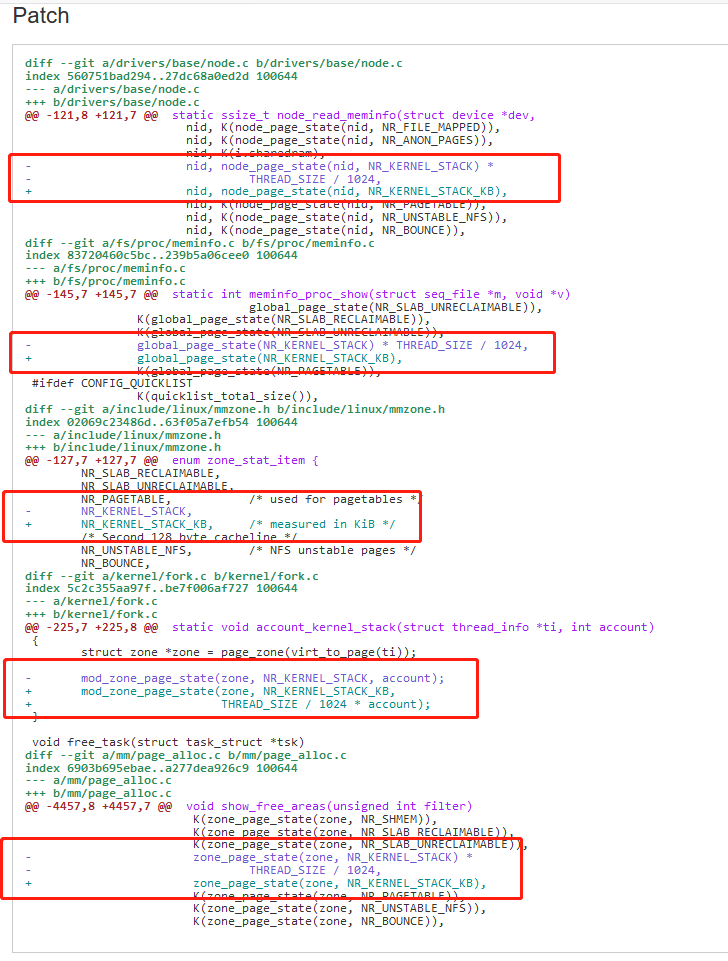 Patch
diff --git a/drivers/base/node.c b/drivers/base/node.c
index 560751bad294..27dc68a0ed2d 100644
--- a/drivers/base/node.c
+++ b/drivers/base/node.c
@@ -121,8 +121,7 @@ static ssize_t node_read_meminfo(struct device *dev,
nid, K(node_page_state(nid, NR_FILE_MAPPED)),
nid, K(node_page_state(nid, NR_ANON_PAGES)),
nid, K(i.sharedram),
- nid, node_page_state(nid, NR_KERNEL_STACK) *
- THREAD_SIZE / 1024,
+ nid, node_page_state(nid, NR_KERNEL_STACK_KB),
nid, K(node_page_state(nid, NR_PAGETABLE)),
nid, K(node_page_state(nid, NR_UNSTABLE_NFS)),
nid, K(node_page_state(nid, NR_BOUNCE)),
diff --git a/fs/proc/meminfo.c b/fs/proc/meminfo.c
index 83720460c5bc..239b5a06cee0 100644
--- a/fs/proc/meminfo.c
+++ b/fs/proc/meminfo.c
@@ -145,7 +145,7 @@ static int meminfo_proc_show(struct seq_file *m, void *v)
global_page_state(NR_SLAB_UNRECLAIMABLE)),
K(global_page_state(NR_SLAB_RECLAIMABLE)),
K(global_page_state(NR_SLAB_UNRECLAIMABLE)),
- global_page_state(NR_KERNEL_STACK) * THREAD_SIZE / 1024,
+ global_page_state(NR_KERNEL_STACK_KB),
K(global_page_state(NR_PAGETABLE)),
#ifdef CONFIG_QUICKLIST
K(quicklist_total_size()),
diff --git a/include/linux/mmzone.h b/include/linux/mmzone.h
index 02069c23486d..63f05a7efb54 100644
--- a/include/linux/mmzone.h
+++ b/include/linux/mmzone.h
@@ -127,7 +127,7 @@ enum zone_stat_item {
NR_SLAB_RECLAIMABLE,
NR_SLAB_UNRECLAIMABLE,
NR_PAGETABLE, /* used for pagetables */
- NR_KERNEL_STACK,
+ NR_KERNEL_STACK_KB, /* measured in KiB */
/* Second 128 byte cacheline */
NR_UNSTABLE_NFS, /* NFS unstable pages */
NR_BOUNCE,
diff --git a/kernel/fork.c b/kernel/fork.c
index 5c2c355aa97f..be7f006af727 100644
--- a/kernel/fork.c
+++ b/kernel/fork.c
@@ -225,7 +225,8 @@ static void account_kernel_stack(struct thread_info *ti, int account)
{
struct zone *zone = page_zone(virt_to_page(ti));
- mod_zone_page_state(zone, NR_KERNEL_STACK, account);
+ mod_zone_page_state(zone, NR_KERNEL_STACK_KB,
+ THREAD_SIZE / 1024 * account);
}
void free_task(struct task_struct *tsk)
diff --git a/mm/page_alloc.c b/mm/page_alloc.c
index 6903b695ebae..a277dea926c9 100644
--- a/mm/page_alloc.c
+++ b/mm/page_alloc.c
@@ -4457,8 +4457,7 @@ void show_free_areas(unsigned int filter)
K(zone_page_state(zone, NR_SHMEM)),
K(zone_page_state(zone, NR_SLAB_RECLAIMABLE)),
K(zone_page_state(zone, NR_SLAB_UNRECLAIMABLE)),
- zone_page_state(zone, NR_KERNEL_STACK) *
- THREAD_SIZE / 1024,
+ zone_page_state(zone, NR_KERNEL_STACK_KB),
K(zone_page_state(zone, NR_PAGETABLE)),
K(zone_page_state(zone, NR_UNSTABLE_NFS)),
K(zone_page_state(zone, NR_BOUNCE)),